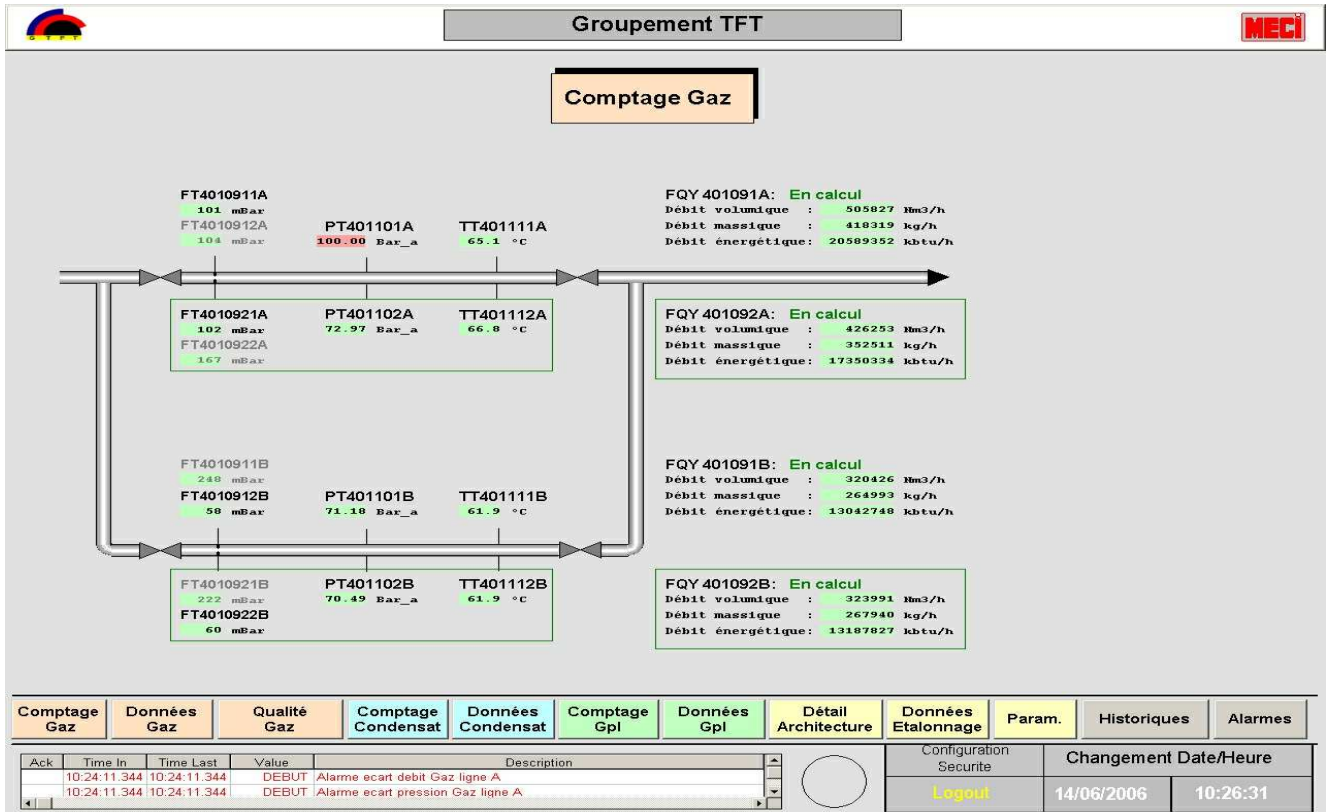 G T F T
Groupement TFT
MECi
Comptage Gaz
FT4010911A
101 mBar
FT4010912A
104 mBar
PT401101A
100.00 Bar_a
TT401111A
65.1 °C
FQY 401091A: En calcul
Débit volumique : 505827 Nm3/h
Débit massique : 418319 kg/h
Débit énergétique: 20589352 kbtu/h
FT4010921A
102 mBar
FT4010922A
167 mBar
PT401102A
72.97 Bar_a
TT401112A
66.8 °C
FQY 401092A: En calcul
Débit volumique : 426253 Nm3/h
Débit massique : 352511 kg/h
Débit énergétique: 17350334 kbtu/h
FT4010911B
248 mBar
FT4010912B
58 mBar
PT401101B
71.18 Bar_a
TT401111B
61.9 °C
FQY 401091B: En calcul
Débit volumique : 320426 Nm3/h
Débit massique : 264993 kg/h
Débit énergétique: 13042748 kbtu/h
FT4010921B
222 mBar
FT4010922B
60 mBar
PT401102B
70.49 Bar_a
TT401112B
61.9 °C
FQY 401092B: En calcul
Débit volumique : 323991 Nm3/h
Débit massique : 267940 kg/h
Débit énergétique: 13187827 kbtu/h
Comptage
Gaz
Données
Gaz
Qualité
Gaz
Comptage
Condensat
Données
Condensat
Comptage
Gpl
Données
Gpl
Détail
Architecture
Données
Etalonnage
Param.
Historiques
Alarmes
Ack Time In Time Last Value Description
10:24:11.344 10:24:11.344 DEBUT Alarme ecart debit Gaz ligne A
10:24:11.344 10:24:11.344 DEBUT Alarme ecart pression Gaz ligne A
Configuration
Securite
Logout
Changement Date/Heure
14/06/2006 10:26:31